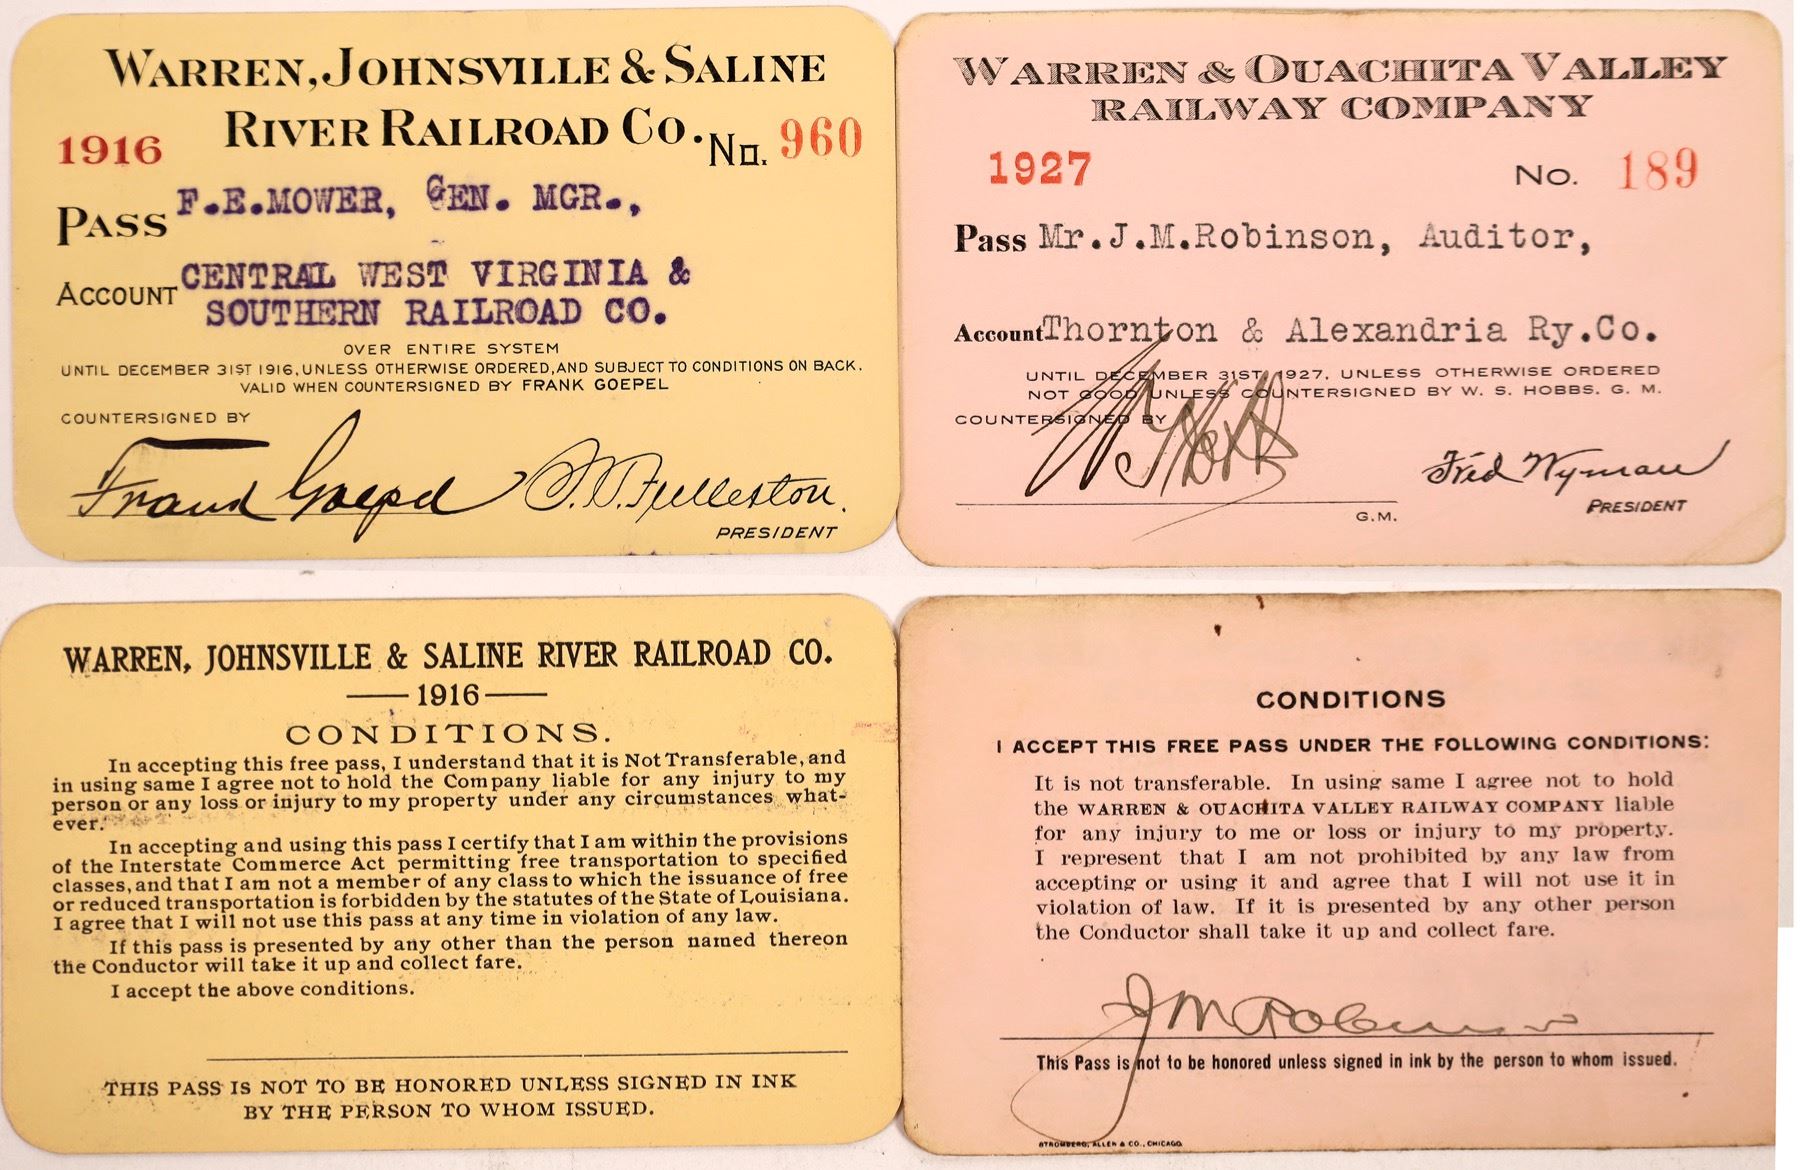 WARREN, JOHNSVILLE & SALINE
RIVER RAILROAD CO.
1916
No. 960
PASS F.E.MOWER, GEN. MGR.,
ACCOUNT CENTRAL WEST VIRGINIA &
SOUTHERN RAILROAD CO.
OVER ENTIRE SYSTEM
UNTIL DECEMBER 31ST 1916, UNLESS OTHERWISE ORDERED, AND SUBJECT TO CONDITIONS ON BACK.
VALID WHEN COUNTERSIGNED BY FRANK GOEPEL
COUNTERSIGNED BY
Frank Goepel
Fullerton.
PRESIDENT
WARREN & OUACHITA VALLEY
RAILWAY COMPANY
1927
No. 189
Pass Mr.J.M.Robinson, Auditor,
Account Thornton & Alexandria Ry.Co.
UNTIL DECEMBER 31ST, 1927, UNLESS OTHERWISE ORDERED
NOT GOOD UNLESS COUNTERSIGNED BY W. S. HOBBS. G. M.
COUNTERSIGNED BY
W S Hobbs
G.M.
Fred Wyman
PRESIDENT
WARREN, JOHNSVILLE & SALINE RIVER RAILROAD CO.
1916
CONDITIONS.
In accepting this free pass, I understand that it is Not Transferable, and
in using same I agree not to hold the Company liable for any injury to my
person or any loss or injury to my property under any circumstances what-
ever.
In accepting and using this pass I certify that I am within the provisions
of the Interstate Commerce Act permitting free transportation to specified
classes, and that I am not a member of any class to which the issuance of free
or reduced transportation is forbidden by the statutes of the State of Louisiana.
I agree that I will not use this pass at any time in violation of any law.
If this pass is presented by any other than the person named thereon
the Conductor will take it up and collect fare.
I accept the above conditions.
THIS PASS IS NOT TO BE HONORED UNLESS SIGNED IN INK
BY THE PERSON TO WHOM ISSUED.
CONDITIONS
I ACCEPT THIS FREE PASS UNDER THE FOLLOWING CONDITIONS:
It is not transferable. In using same I agree not to hold
the WARREN & OUACHITA VALLEY RAILWAY COMPANY liable
for any injury to me or loss or injury to my property.
I represent that I am not prohibited by any law from
accepting or using it and agree that I will not use it in
violation of law. If it is presented by any other person
the Conductor shall take it up and collect fare.
J M Robinson
This Pass is not to be honored unless signed in ink by the person to whom issued.
STROMBERG, ALLEN & CO., CHICAGO